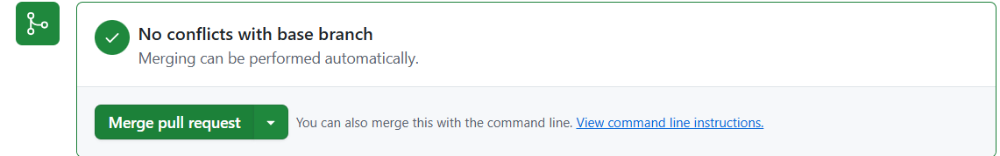 No conflicts with base branch
Merging can be performed automatically.
Merge pull request
You can also merge this with the command line. View command line instructions.